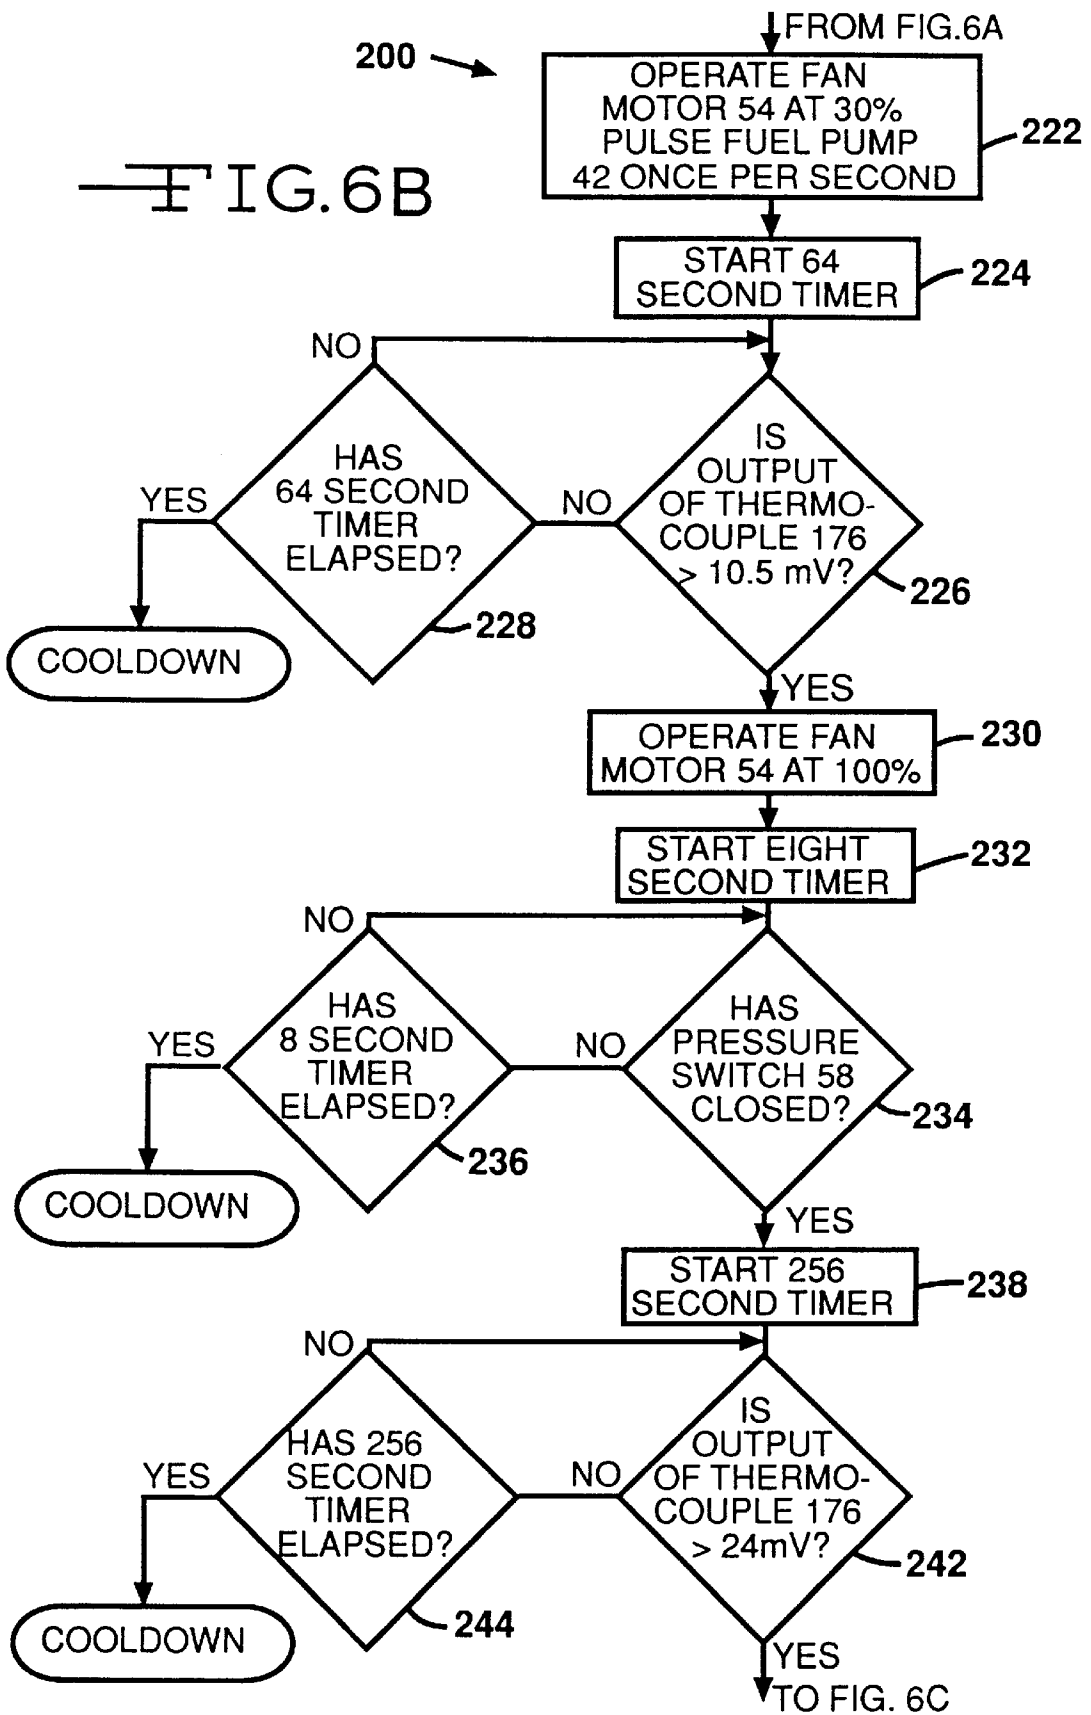 FROM FIG.6A
200
OPERATE FAN
MOTOR 54 AT 30%
PULSE FUEL PUMP
42 ONCE PER SECOND
222
FIG.6B
START 64
SECOND TIMER
224
NO
HAS
64 SECOND
TIMER
ELAPSED?
YES
NO
228
COOLDOWN
IS
OUTPUT
OF THERMO-
COUPLE 176
> 10.5 mV?
226
YES
OPERATE FAN
MOTOR 54 AT 100%
230
START EIGHT
SECOND TIMER
232
NO
HAS
8 SECOND
TIMER
ELAPSED?
YES
NO
236
COOLDOWN
HAS
PRESSURE
SWITCH 58
CLOSED?
234
YES
START 256
SECOND TIMER
238
NO
HAS 256
SECOND
TIMER
ELAPSED?
YES
NO
244
COOLDOWN
IS
OUTPUT
OF THERMO-
COUPLE 176
> 24mV?
242
YES
TO FIG. 6C